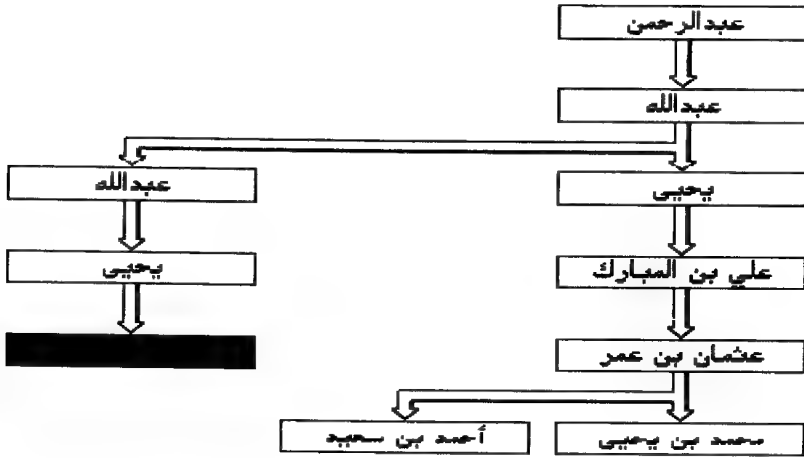 عبدالرحمن
عبدالله
يحيى
عبدالله
علي بن المبارك
يحيى
عثمان بن عمر
محمد بن يحيى
أحمد بن سعيد